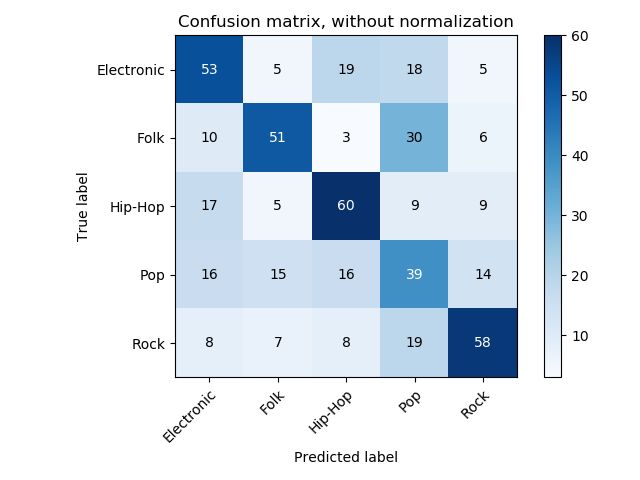 Confusion matrix, without normalization
Electronic 53 5 19 18 5
Folk 10 51 3 30 6
Hip-Hop 17 5 60 9 9
Pop 16 15 16 39 14
Rock 8 7 8 19 58
Electronic Folk Hip-Hop Pop Rock
Predicted label
True label
60
50
40
30
20
10